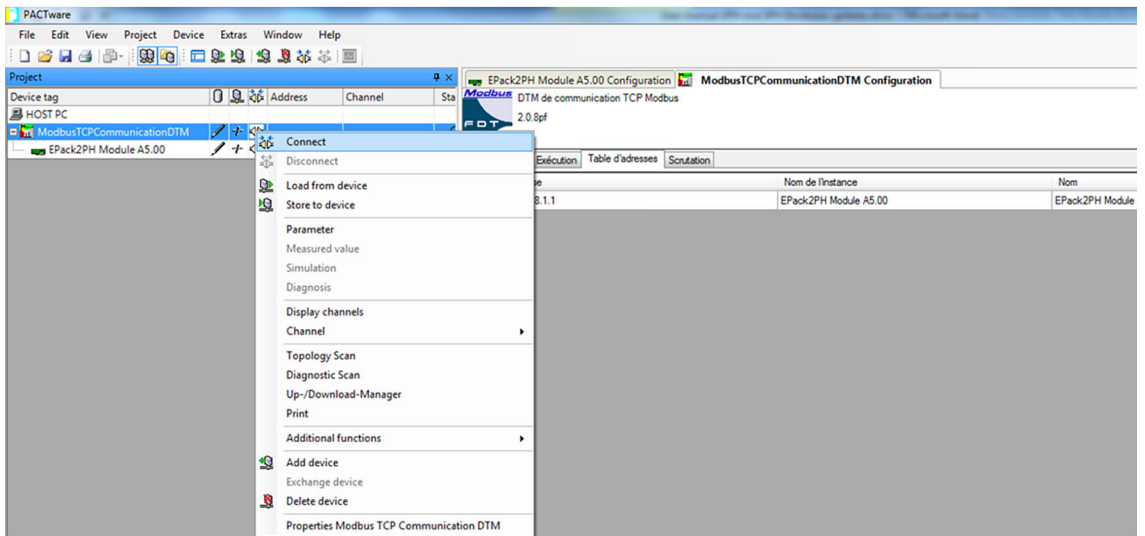 PACTware
File Edit View Project Device Extras Window Help
Project
Device tag Address Channel Sta
HOST PC
ModbusTCPCommunicationDTM
EPack2PH Module A5.00
Connect
Disconnect
Load from device
Store to device
Parameter
Measured value
Simulation
Diagnosis
Display channels
Channel
Topology Scan
Diagnostic Scan
Up-/Download-Manager
Print
Additional functions
Add device
Exchange device
Delete device
Properties Modbus TCP Communication DTM
EPack2PH Module A5.00 Configuration ModbusTCPCommunicationDTM Configuration
Modbus
FDT
DTM de communication TCP Modbus
2.0.8pf
Exécution Table d'adresses Scrutation
se Nom de l'instance Nom
8.1.1 EPack2PH Module A5.00 EPack2PH Module